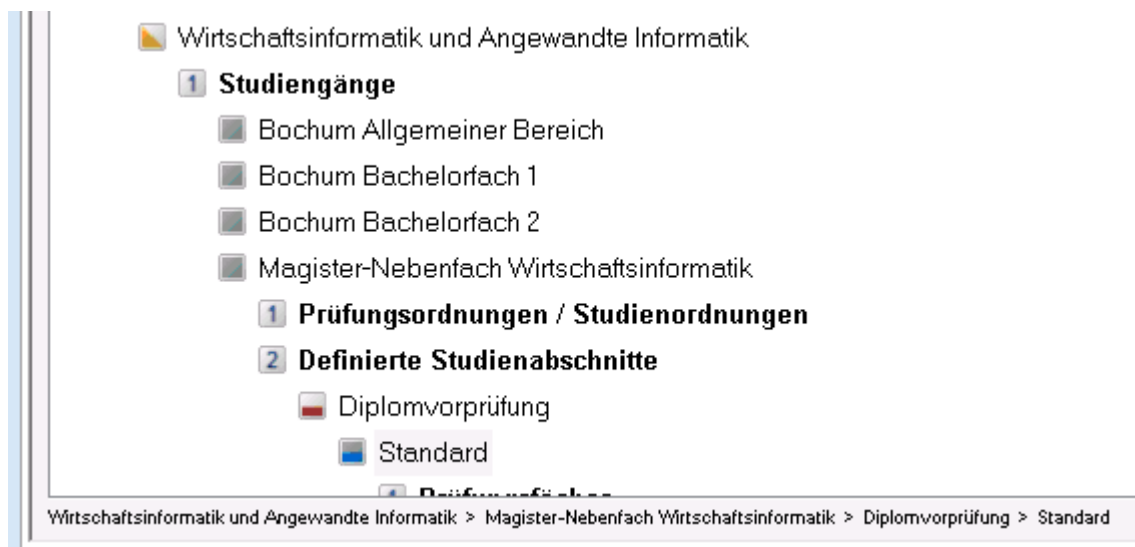 Wirtschaftsinformatik und Angewandte Informatik
1 Studiengänge
Bochum Allgemeiner Bereich
Bochum Bachelorfach 1
Bochum Bachelorfach 2
Magister-Nebenfach Wirtschaftsinformatik
1 Prüfungsordnungen / Studienordnungen
2 Definierte Studienabschnitte
Diplomvorprüfung
Standard
Wirtschaftsinformatik und Angewandte Informatik > Magister-Nebenfach Wirtschaftsinformatik > Diplomvorprüfung > Standard